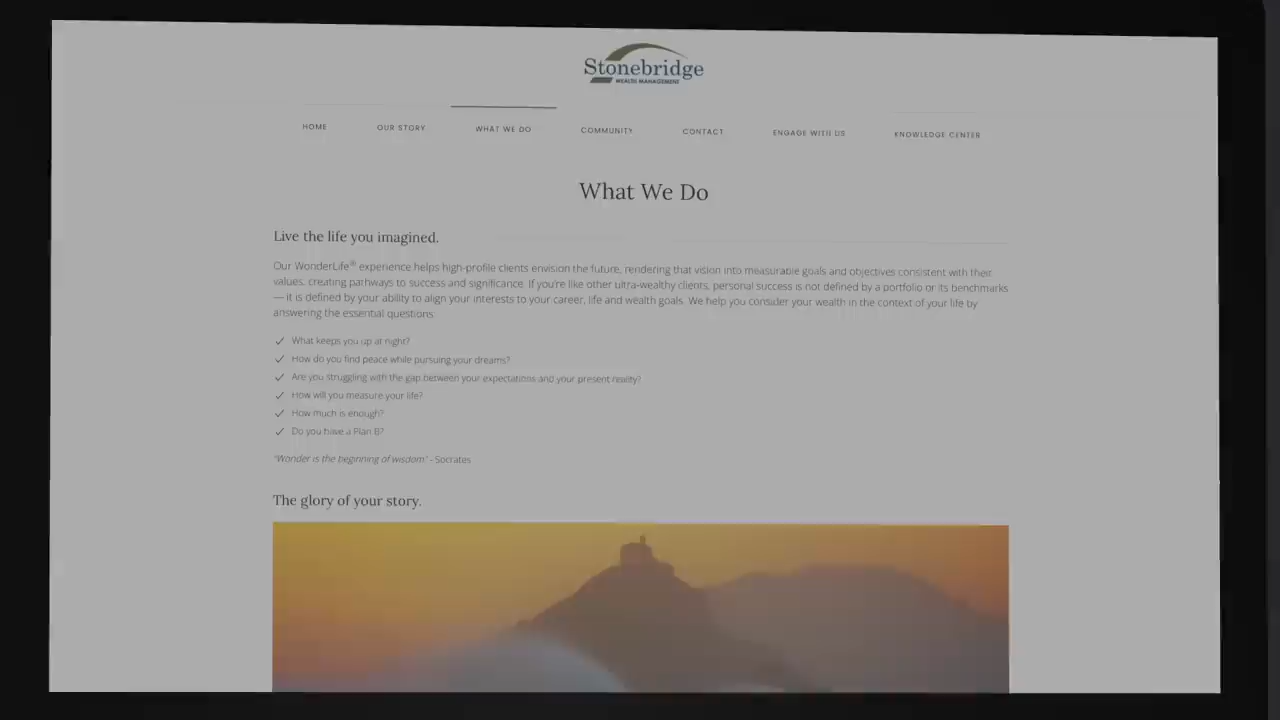 Stonebridge
WEALTH MANAGEMENT
HOME OUR STORY WHAT WE DO COMMUNITY CONTACT ENGAGE WITH US KNOWLEDGE CENTER
What We Do
Live the life you imagined.
Our WonderLife® experience helps high-profile clients envision the future, rendering that vision into measurable goals and objectives consistent with their
values, creating pathways to success and significance. If you're like other ultra-wealthy clients, personal success is not defined by a portfolio or its benchmarks
— it is defined by your ability to align your interests to your career, life and wealth goals. We help you consider your wealth in the context of your life by
answering the essential questions:
What keeps you up at night?
How do you find peace while pursuing your dreams?
Are you struggling with the gap between your expectations and your present reality?
How will you measure your life?
How much is enough?
Do you have a Plan B?
"Wonder is the beginning of wisdom" - Socrates
The glory of your story.